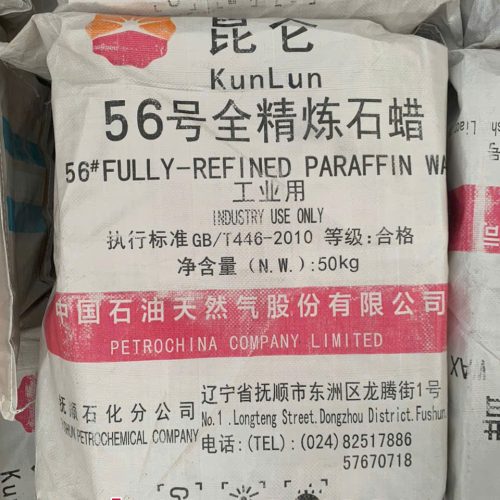 昆仑
KunLun
56号全精炼石蜡
56#FULLY-REFINED PARAFFIN WA
工业用
INDUSTRY USE ONLY
执行标准 GB/T446-2010 等级:合格
净含量 (N.W.):50kg
中国石油天然气股份有限公司
PETROCHINA COMPANY LIMITED
抚顺石化分公司
PETROCHEMICAL COMPANY
辽宁省抚顺市东洲区龙腾街1号
No.1.Longteng Street.Dongzhou District.Fushun.
电话:(TEL):(024)82517886
57670718